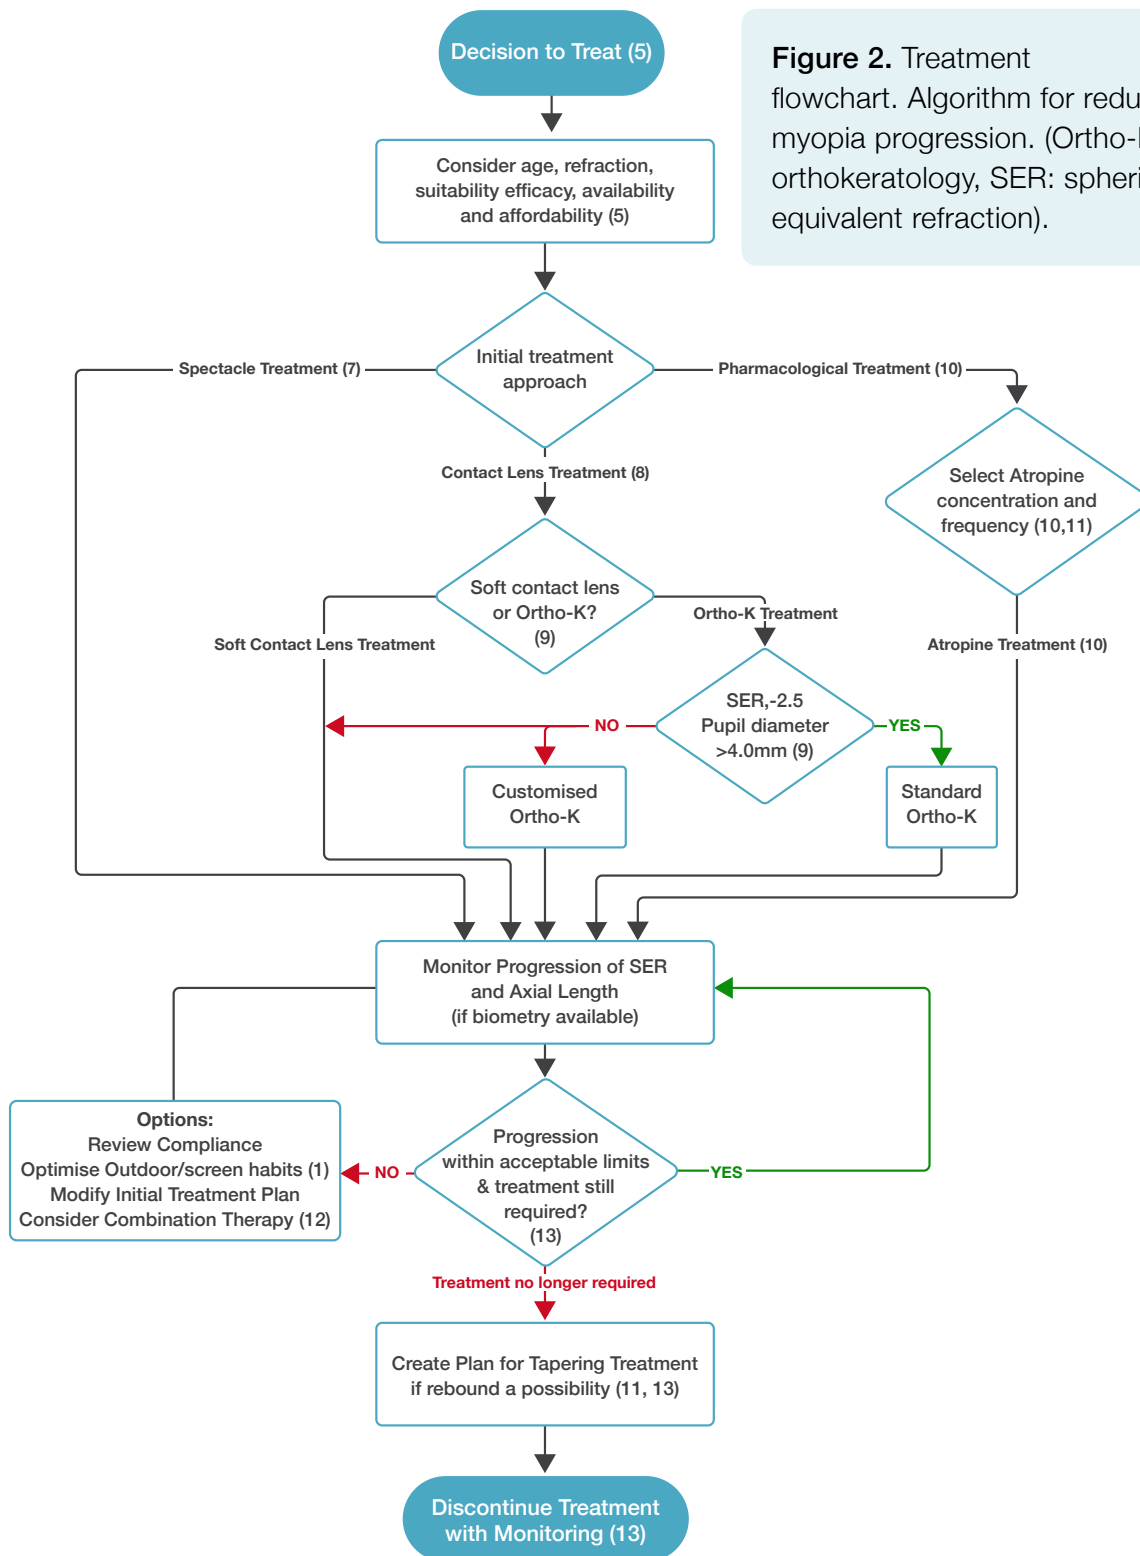 Decision to Treat (5)
Figure 2. Treatment
flowchart. Algorithm for redu
myopia progression. (Ortho-
orthokeratology, SER: spheri
equivalent refraction).
Consider age, refraction,
suitability efficacy, availability
and affordability (5)
Initial treatment
approach
Spectacle Treatment (7)
Pharmacological Treatment (10)
Contact Lens Treatment (8)
Select Atropine
concentration and
frequency (10,11)
Soft contact lens
or Ortho-K?
(9)
Ortho-K Treatment
Soft Contact Lens Treatment
Atropine Treatment (10)
SER,-2.5
Pupil diameter
>4.0mm (9)
NO
YES
Customised
Ortho-K
Standard
Ortho-K
Monitor Progression of SER
and Axial Length
(if biometry available)
Options:
Review Compliance
Optimise Outdoor/screen habits (1)
Modify Initial Treatment Plan
Consider Combination Therapy (12)
NO
Progression
within acceptable limits
& treatment still
required?
(13)
YES
Treatment no longer required
Create Plan for Tapering Treatment
if rebound a possibility (11, 13)
Discontinue Treatment
with Monitoring (13)